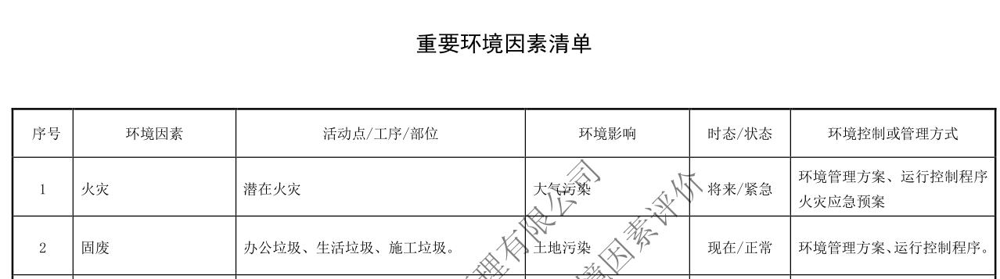 重要环境因素清单
序号 环境因素 活动点/工序/部位 环境影响 时态/状态 环境控制或管理方式
1 火灾 潜在火灾 大气污染 将来/紧急 环境管理方案、运行控制程序
火灾应急预案
2 固废 办公垃圾、生活垃圾、施工垃圾。 土地污染 现在/正常 环境管理方案、运行控制程序。
理有限公司
境因素评价